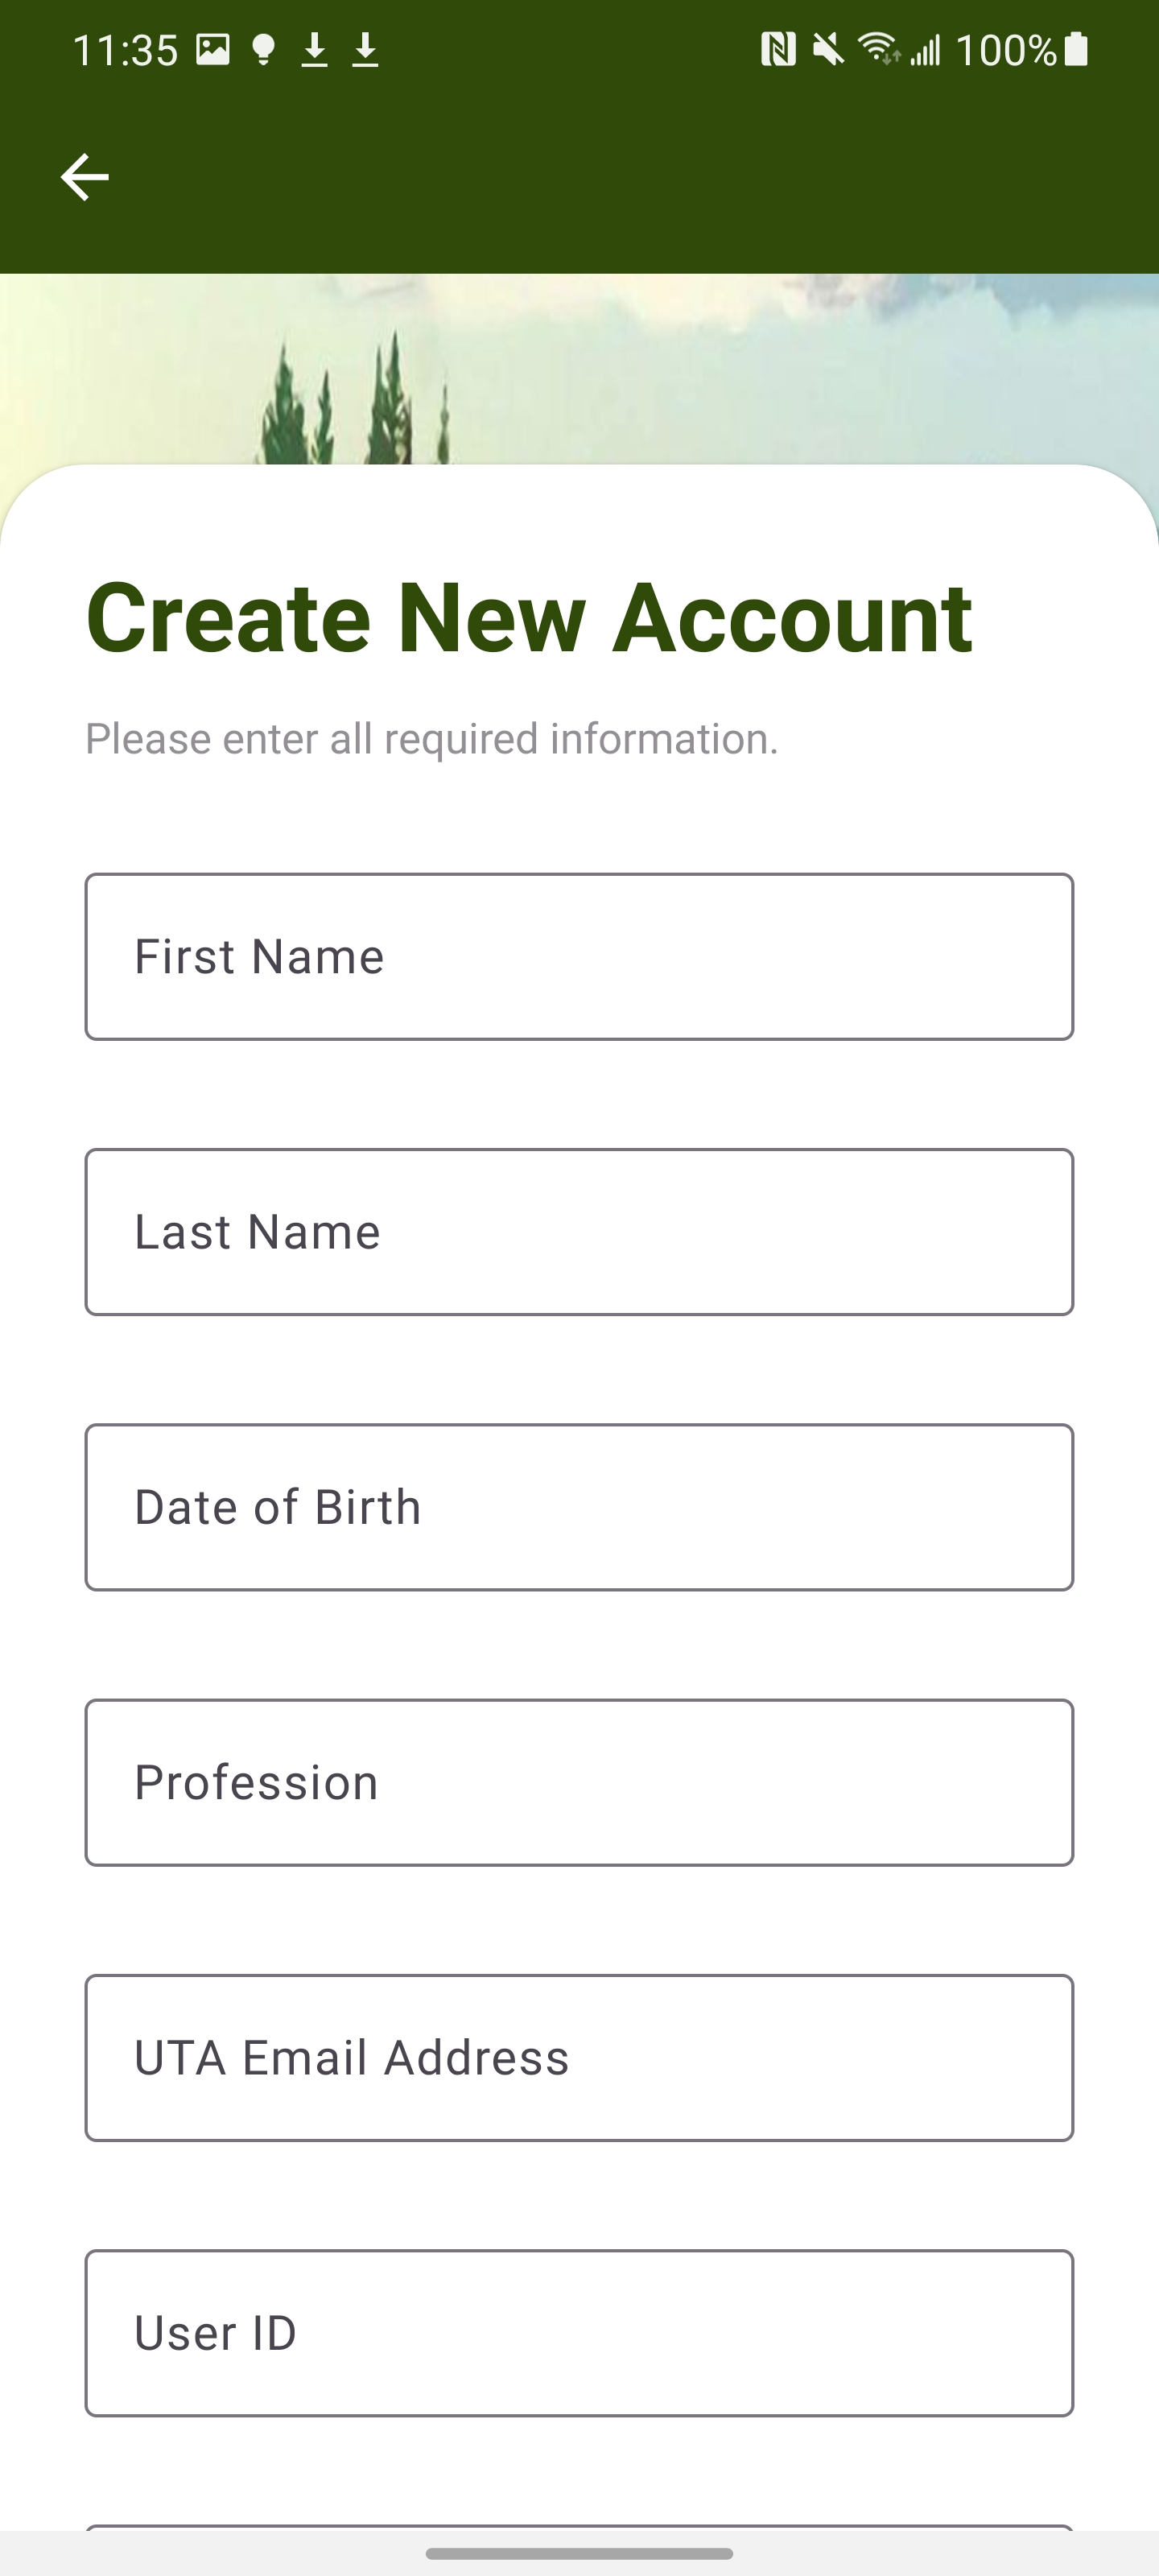 11:35 100%
Create New Account
Please enter all required information.
First Name
Last Name
Date of Birth
Profession
UTA Email Address
User ID